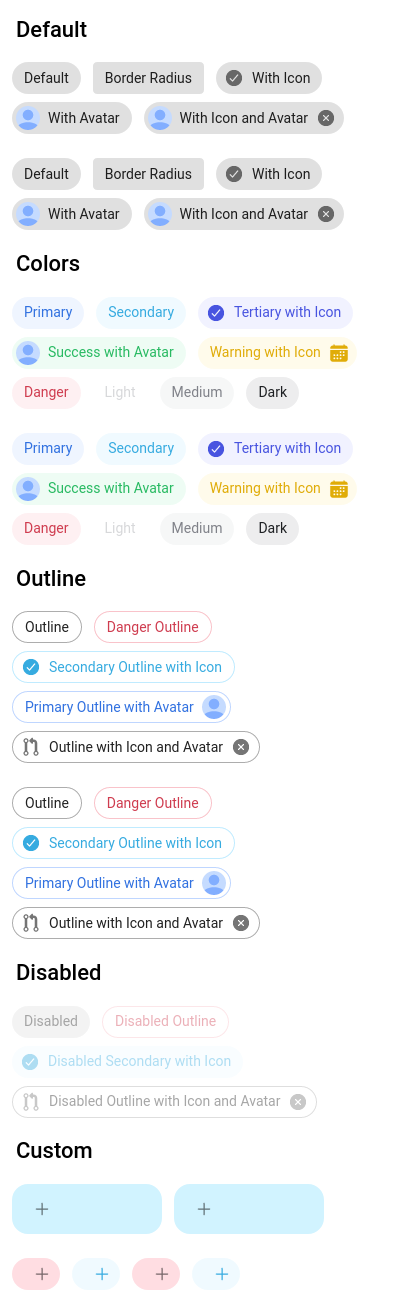 Default
Default Border Radius With Icon
With Avatar With Icon and Avatar
Default Border Radius With Icon
With Avatar With Icon and Avatar
Colors
Primary Secondary Tertiary with Icon
Success with Avatar Warning with Icon
Danger Light Medium Dark
Primary Secondary Tertiary with Icon
Success with Avatar Warning with Icon
Danger Light Medium Dark
Outline
Outline Danger Outline
Secondary Outline with Icon
Primary Outline with Avatar
Outline with Icon and Avatar
Outline Danger Outline
Secondary Outline with Icon
Primary Outline with Avatar
Outline with Icon and Avatar
Disabled
Disabled Disabled Outline
Disabled Secondary with Icon
Disabled Outline with Icon and Avatar
Custom